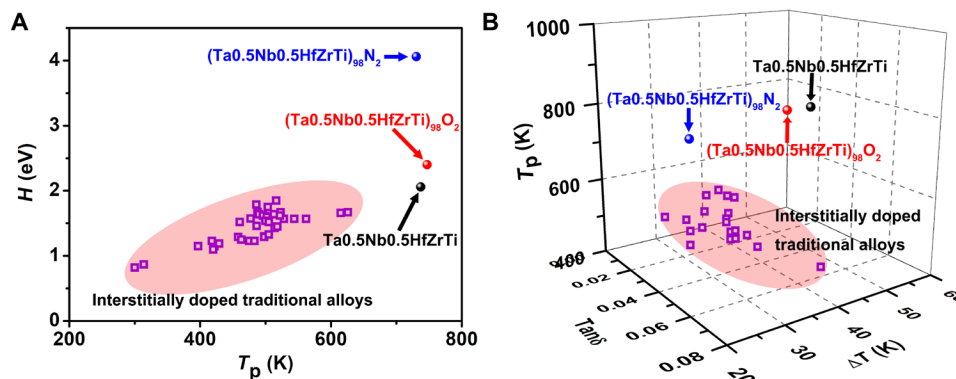 A
H (eV)
5
4
3
2
1
0
200
400
600
800
Tp (K)
(Ta0.5Nb0.5HfZrTi)98N2
(Ta0.5Nb0.5HfZrTi)98O2
Ta0.5Nb0.5HfZrTi
Interstitially doped traditional alloys
B
Tp (K)
1000
800
600
400
0.02
0.04
0.06
0.08
Tanδ
20
30
40
50
60
ΔT (K)
Ta0.5Nb0.5HfZrTi
(Ta0.5Nb0.5HfZrTi)98N2
(Ta0.5Nb0.5HfZrTi)98O2
Interstitially doped
traditional alloys